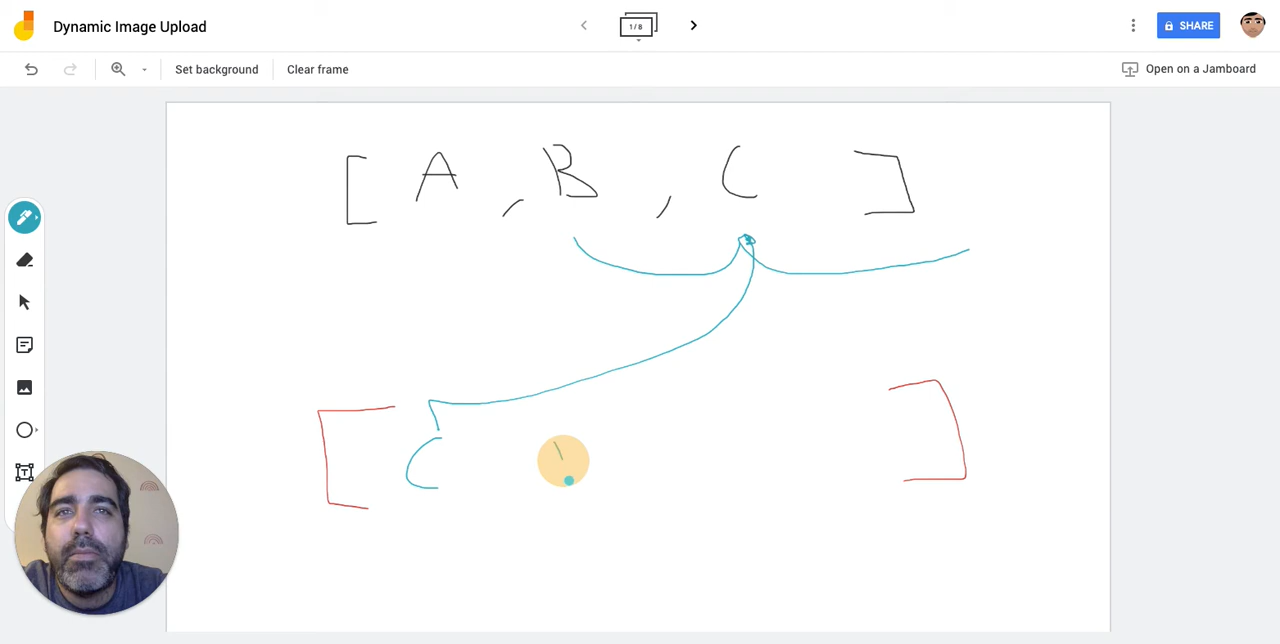 Dynamic Image Upload
1/8
SHARE
Set background
Clear frame
Open on a Jamboard
[ A , B , C ]
[ C ]